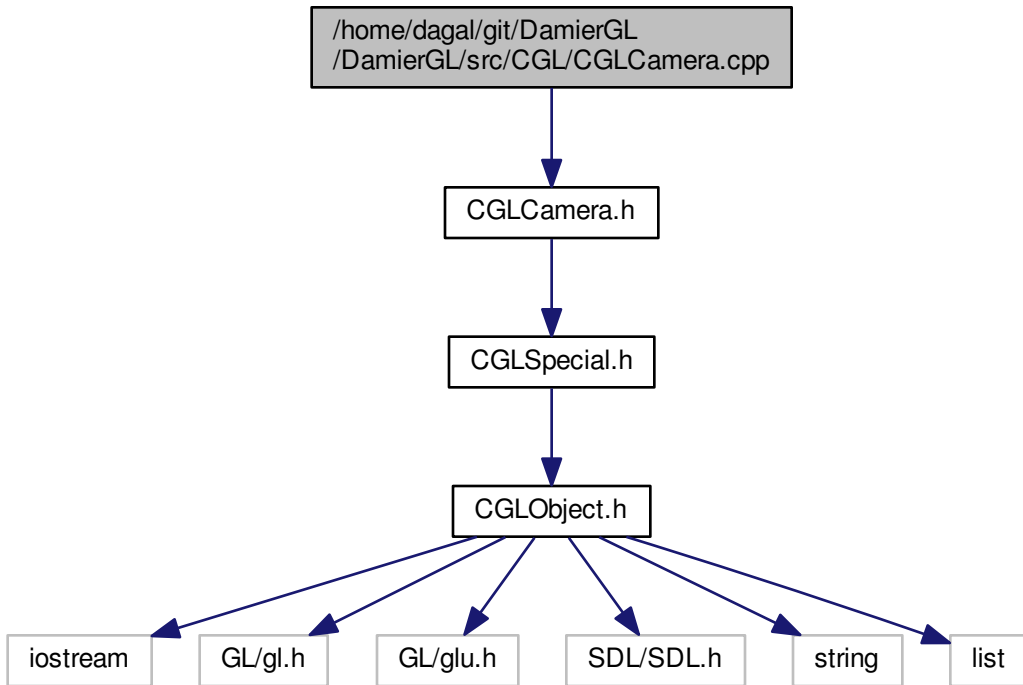 /home/dagal/git/DamierGL
/DamierGL/src/CGL/CGLCamera.cpp
CGLCamera.h
CGLSpecial.h
CGLObject.h
iostream
GL/gl.h
GL/glu.h
SDL/SDL.h
string
list